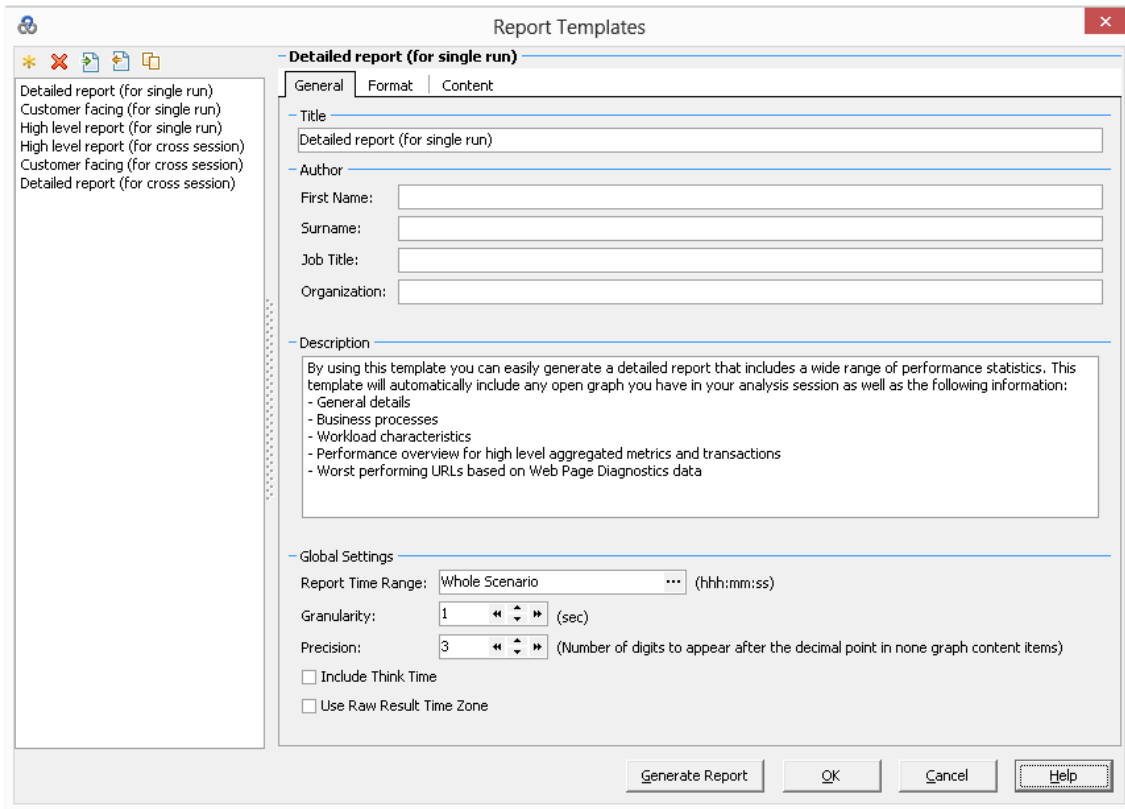 Report Templates
Detailed report (for single run)
Customer facing (for single run)
High level report (for single run)
High level report (for cross session)
Customer facing (for cross session)
Detailed report (for cross session)
Detailed report (for single run)
General Format Content
Title
Detailed report (for single run)
Author
First Name:
Surname:
Job Title:
Organization:
Description
By using this template you can easily generate a detailed report that includes a wide range of performance statistics. This
template will automatically include any open graph you have in your analysis session as well as the following information:
- General details
- Business processes
- Workload characteristics
- Performance overview for high level aggregated metrics and transactions
- Worst performing URLs based on Web Page Diagnostics data
Global Settings
Report Time Range: Whole Scenario ... (hhh:mm:ss)
Granularity: 1 (sec)
Precision: 3 (Number of digits to appear after the decimal point in none graph content items)
Include Think Time
Use Raw Result Time Zone
Generate Report OK Cancel Help